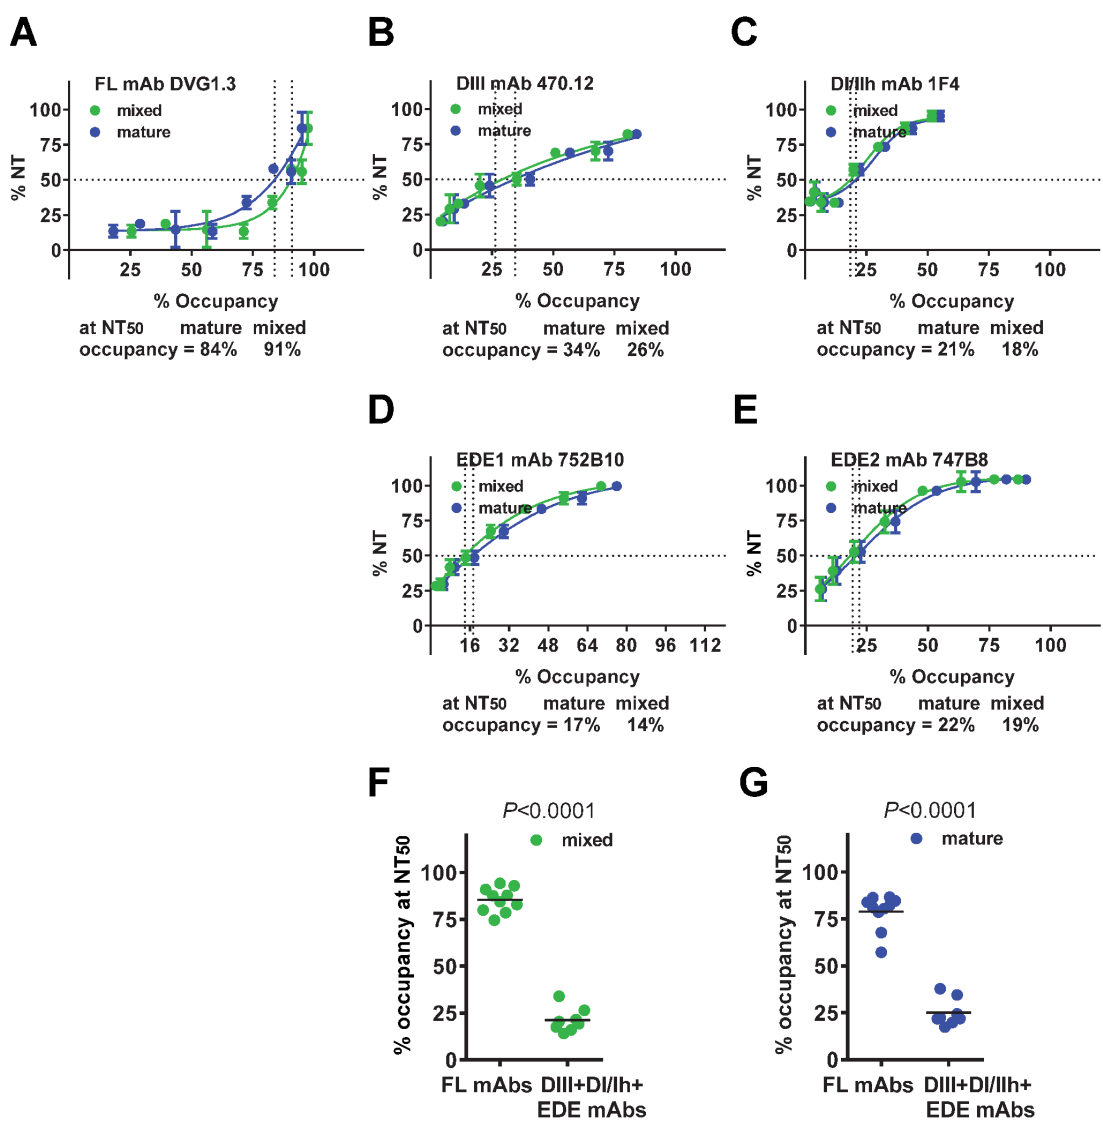 A
FL mAb DVG1.3
mixed
mature
% NT
100
75
50
25
0
25 50 75 100
% Occupancy
at NT50 mature mixed
occupancy = 84% 91%
B
DIII mAb 470.12
mixed
mature
% NT
100
75
50
25
0
25 50 75 100
% Occupancy
at NT50 mature mixed
occupancy = 34% 26%
C
DI/IIh mAb 1F4
mixed
mature
% NT
100
75
50
25
0
25 50 75 100
% Occupancy
at NT50 mature mixed
occupancy = 21% 18%
D
EDE1 mAb 752B10
mixed
mature
% NT
100
75
50
25
0
16 32 48 64 80 96 112
% Occupancy
at NT50 mature mixed
occupancy = 17% 14%
E
EDE2 mAb 747B8
mixed
mature
% NT
100
75
50
25
0
25 50 75 100
% Occupancy
at NT50 mature mixed
occupancy = 22% 19%
F
P<0.0001
mixed
% occupancy at NT50
100
75
50
25
0
FL mAbs DIII+DI/Ih+
EDE mAbs
G
P<0.0001
mature
% occupancy at NT50
100
75
50
25
0
FL mAbs DIII+DI/IIh+
EDE mAbs